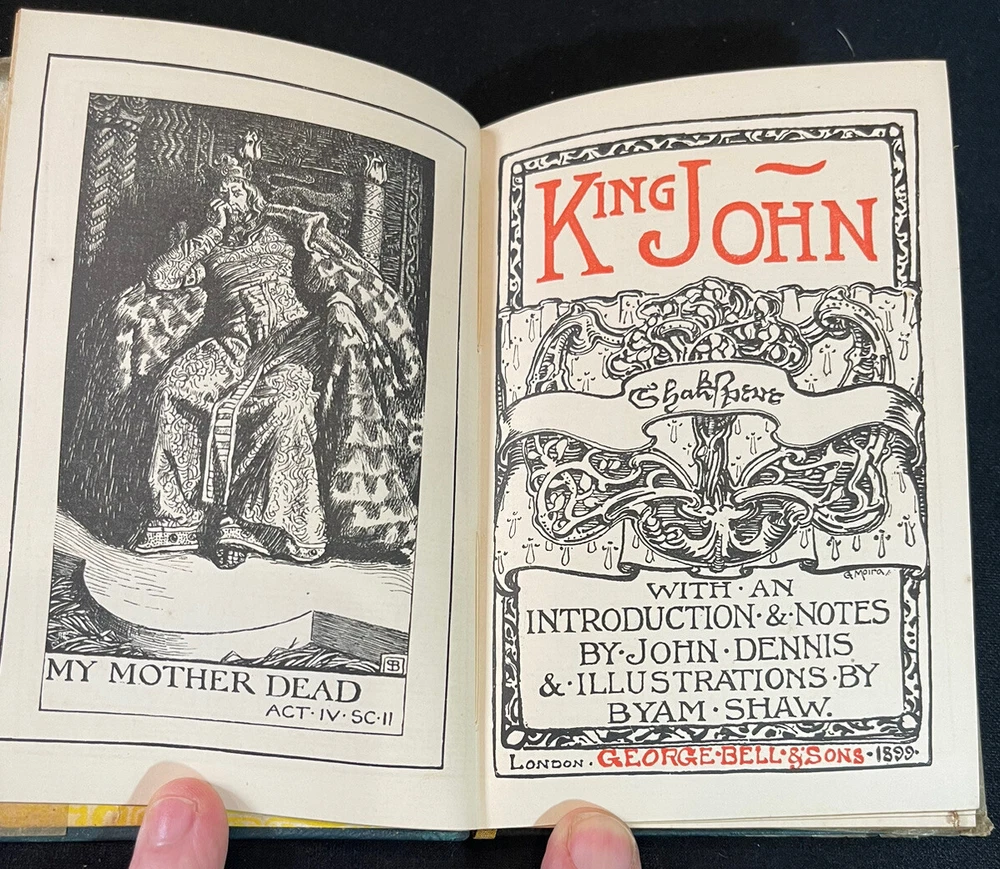 MY MOTHER DEAD
ACT·IV·SC·II
KING JOHN
Shakspere
G Moira
WITH·AN
INTRODUCTION·&·NOTES
BY·JOHN·DENNIS
&·ILLUSTRATIONS·BY
BYAM·SHAW.
LONDON. GEORGE·BELL·&·SONS·1899·